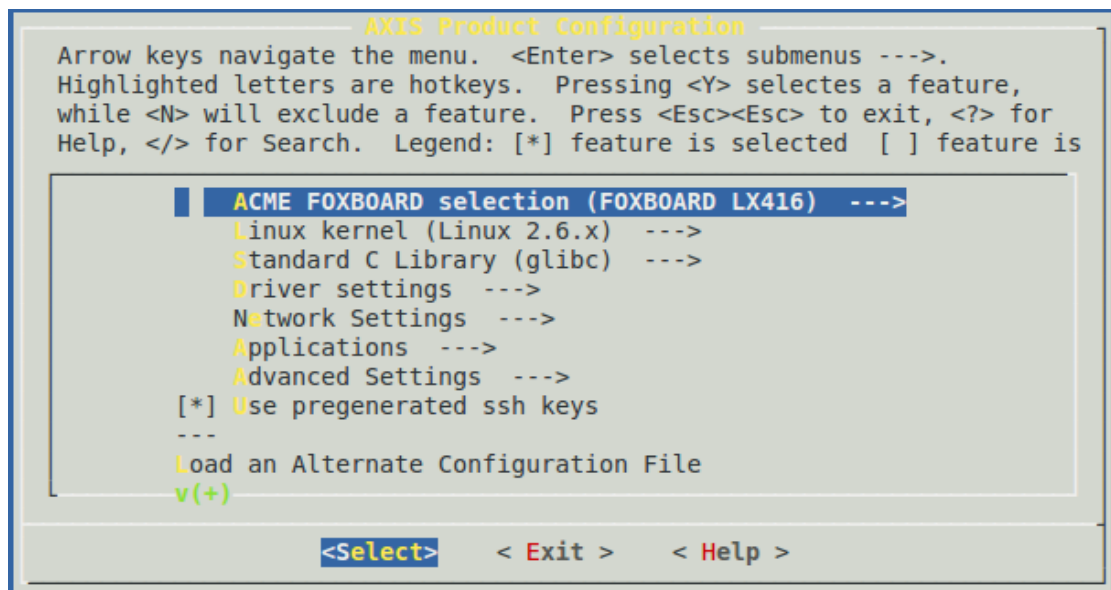 AXIS Product Configuration
Arrow keys navigate the menu.  <Enter> selects submenus --->.
Highlighted letters are hotkeys.  Pressing <Y> selectes a feature,
while <N> will exclude a feature.  Press <Esc><Esc> to exit, <?> for
Help, </> for Search.  Legend: [*] feature is selected  [ ] feature is
ACME FOXBOARD selection (FOXBOARD LX416)  --->
Linux kernel (Linux 2.6.x)  --->
Standard C Library (glibc)  --->
Driver settings  --->
Network Settings  --->
Applications  --->
Advanced Settings  --->
[*] Use pregenerated ssh keys
---
Load an Alternate Configuration File
v(+)
<Select>    < Exit >    < Help >